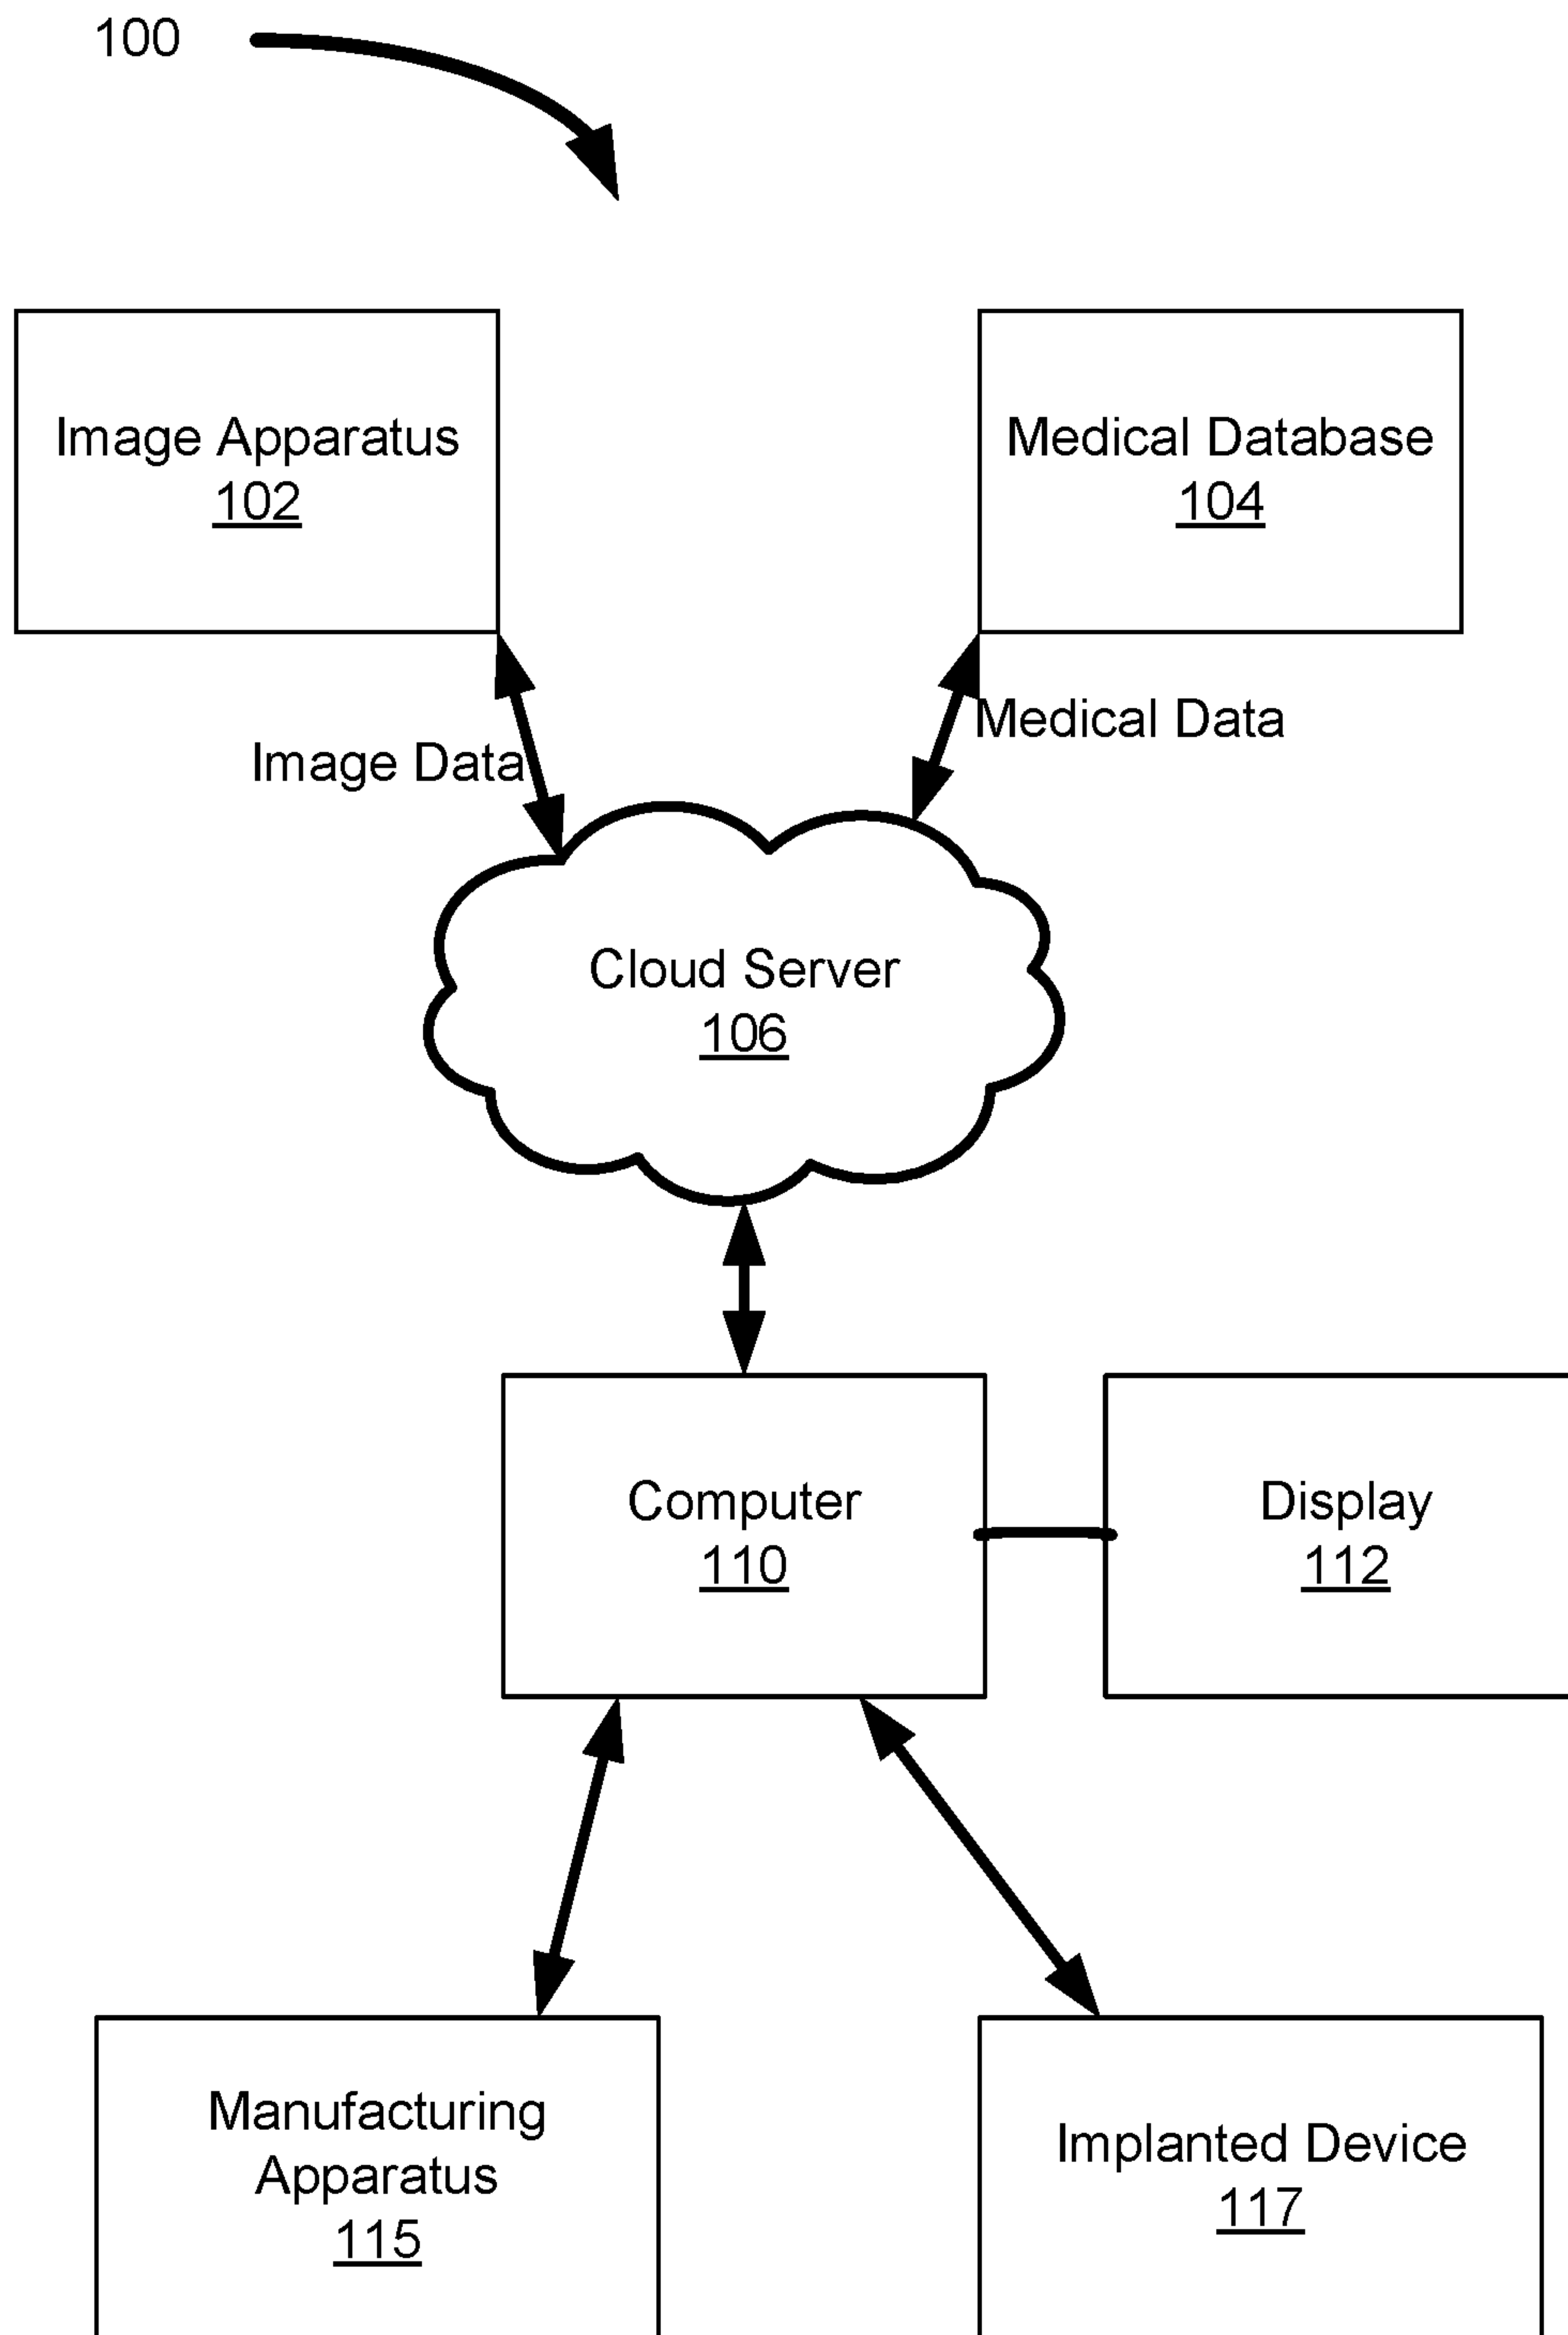 100
Image Apparatus
102
Medical Database
104
Medical Data
Image Data
Cloud Server
106
Computer
110
Display
112
Manufacturing
Apparatus
115
Implanted Device
117